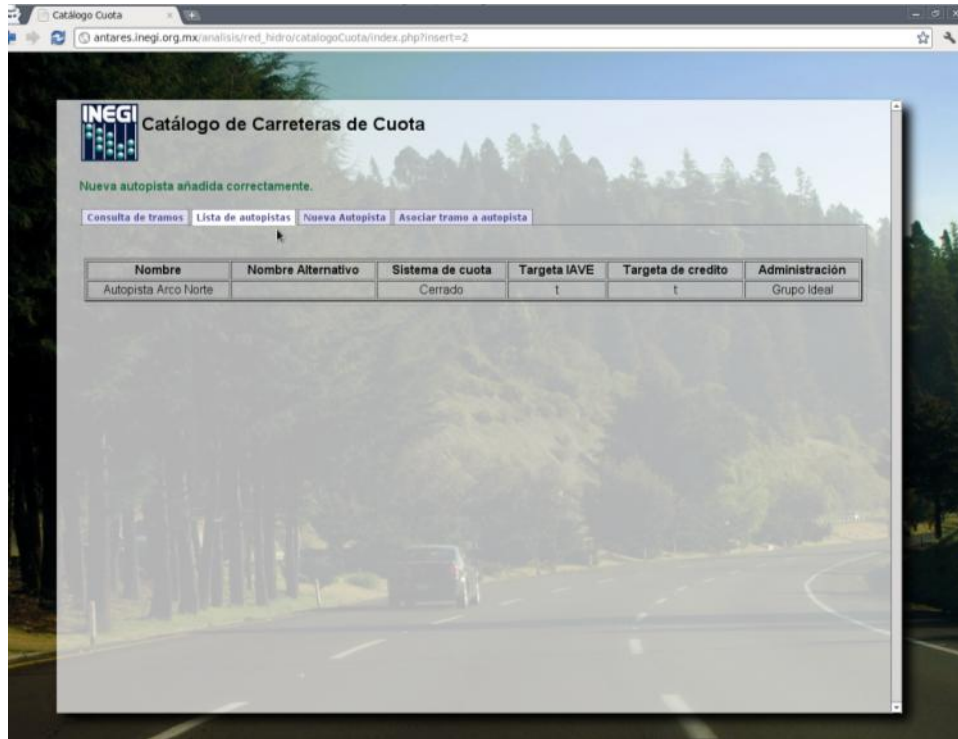 Catálogo Cuota
antares.inegi.org.mx/analisis/red_hidro/catalogoCuota/index.php?insert=2
INEGI
Catálogo de Carreteras de Cuota
Nueva autopista añadida correctamente.
Consulta de tramos Lista de autopistas Nueva Autopista Asociar tramo a autopista
Nombre Nombre Alternativo Sistema de cuota Targeta IAVE Targeta de credito Administración
Autopista Arco Norte Cerrado t t Grupo Ideal